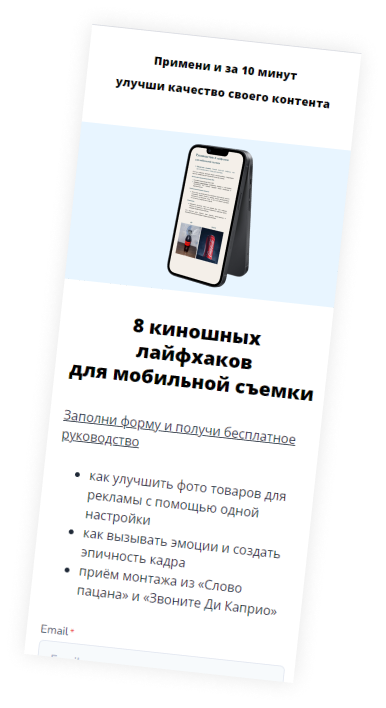 Примени и за 10 минут
улучши качество своего контента
8 киношных
лайфхаков
для мобильной съемки
Заполни форму и получи бесплатное
руководство
• как улучшить фото товаров для
рекламы с помощью одной
настройки
• как вызывать эмоции и создать
эпичность кадра
• приём монтажа из «Слово
пацана» и «Звоните Ди Каприо»
Email *